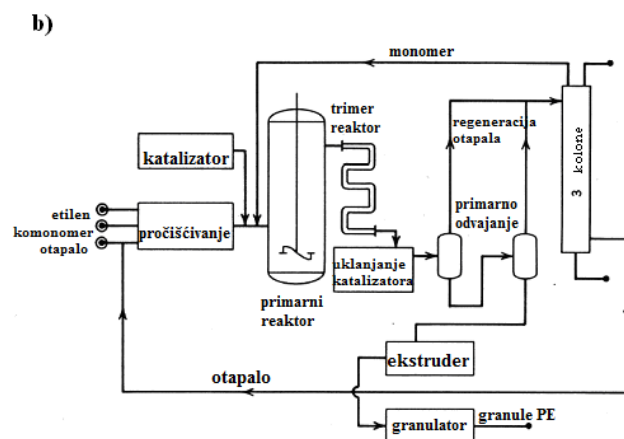 b)
monomer
trimer
reaktor
regeneracija
otapala
katalizator
3 kolone
etilen
komonomer
otapalo
pročišćivanje
primarno
odvajanje
uklanjanje
katalizatora
primarni
reaktor
ekstruder
otapalo
granulator
granule PE